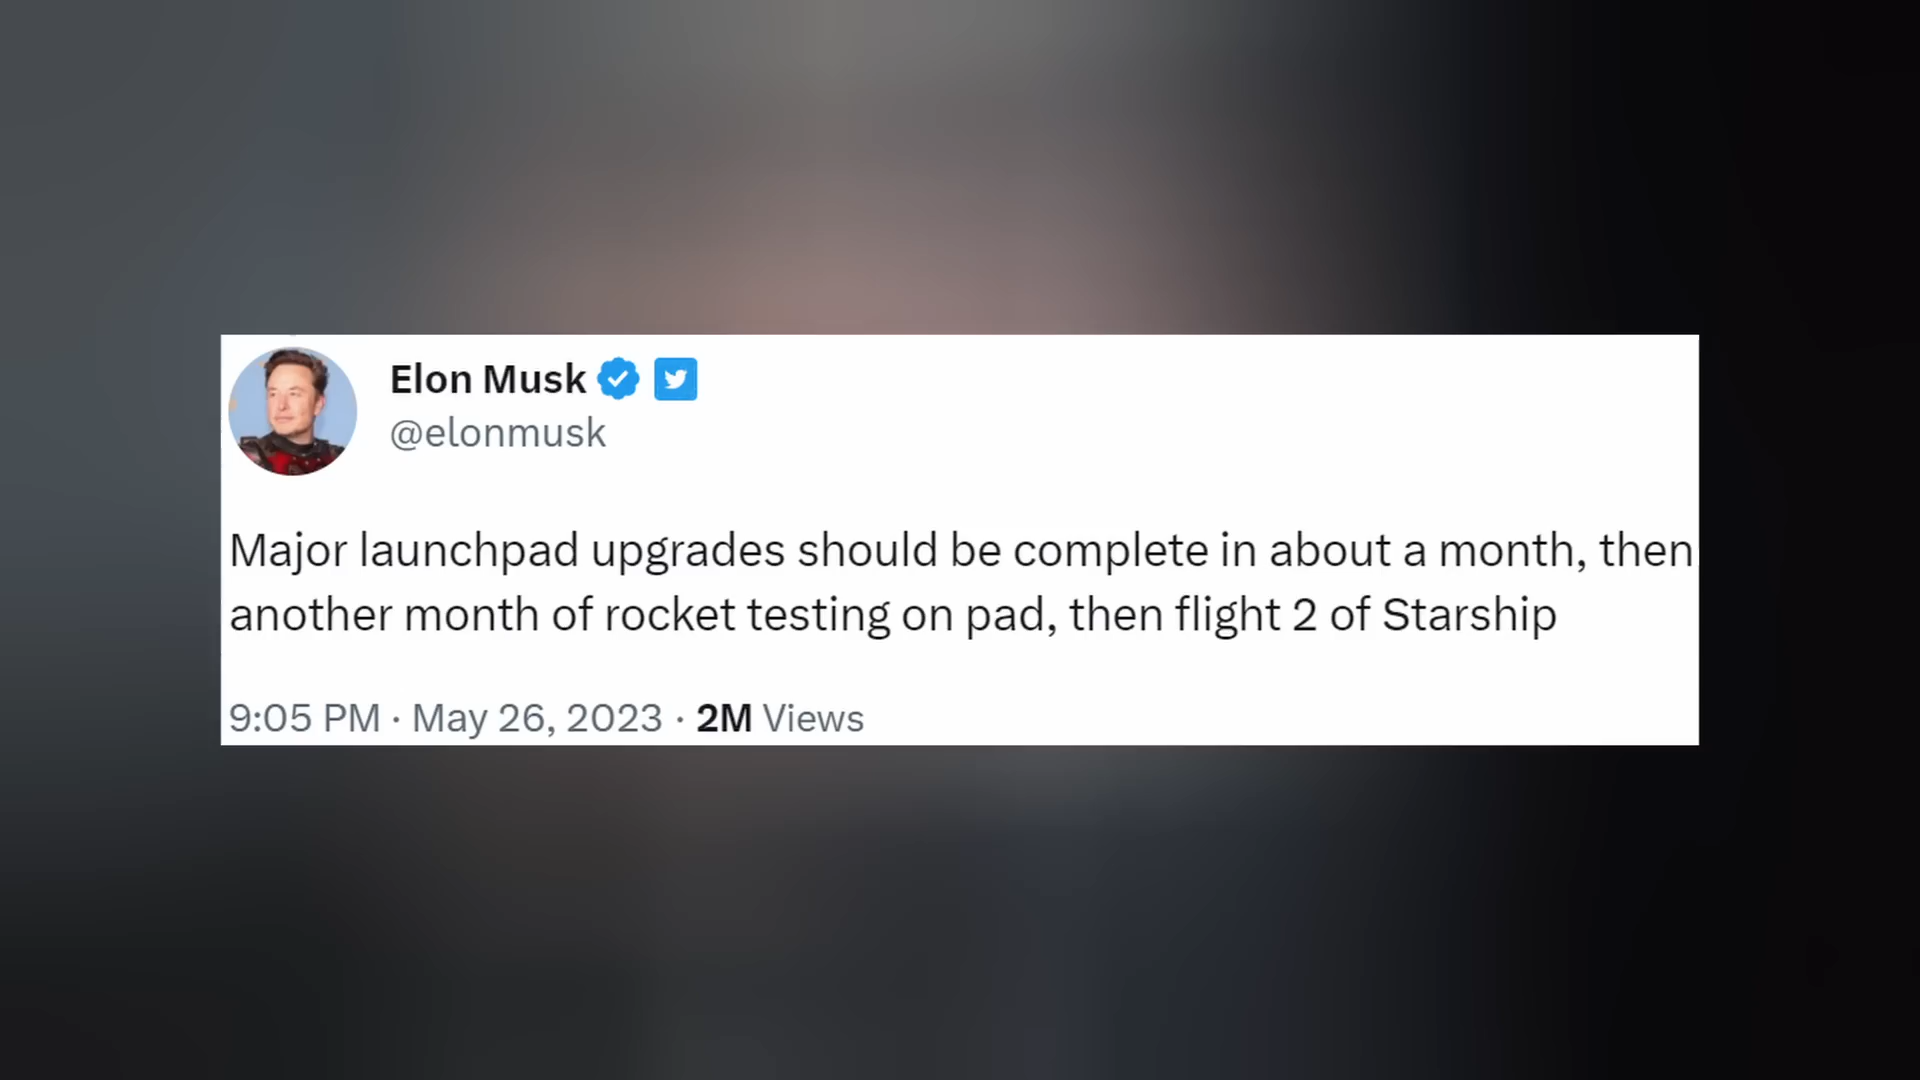 Elon Musk
@elonmusk
Major launchpad upgrades should be complete in about a month, then
another month of rocket testing on pad, then flight 2 of Starship
9:05 PM · May 26, 2023 · 2M Views